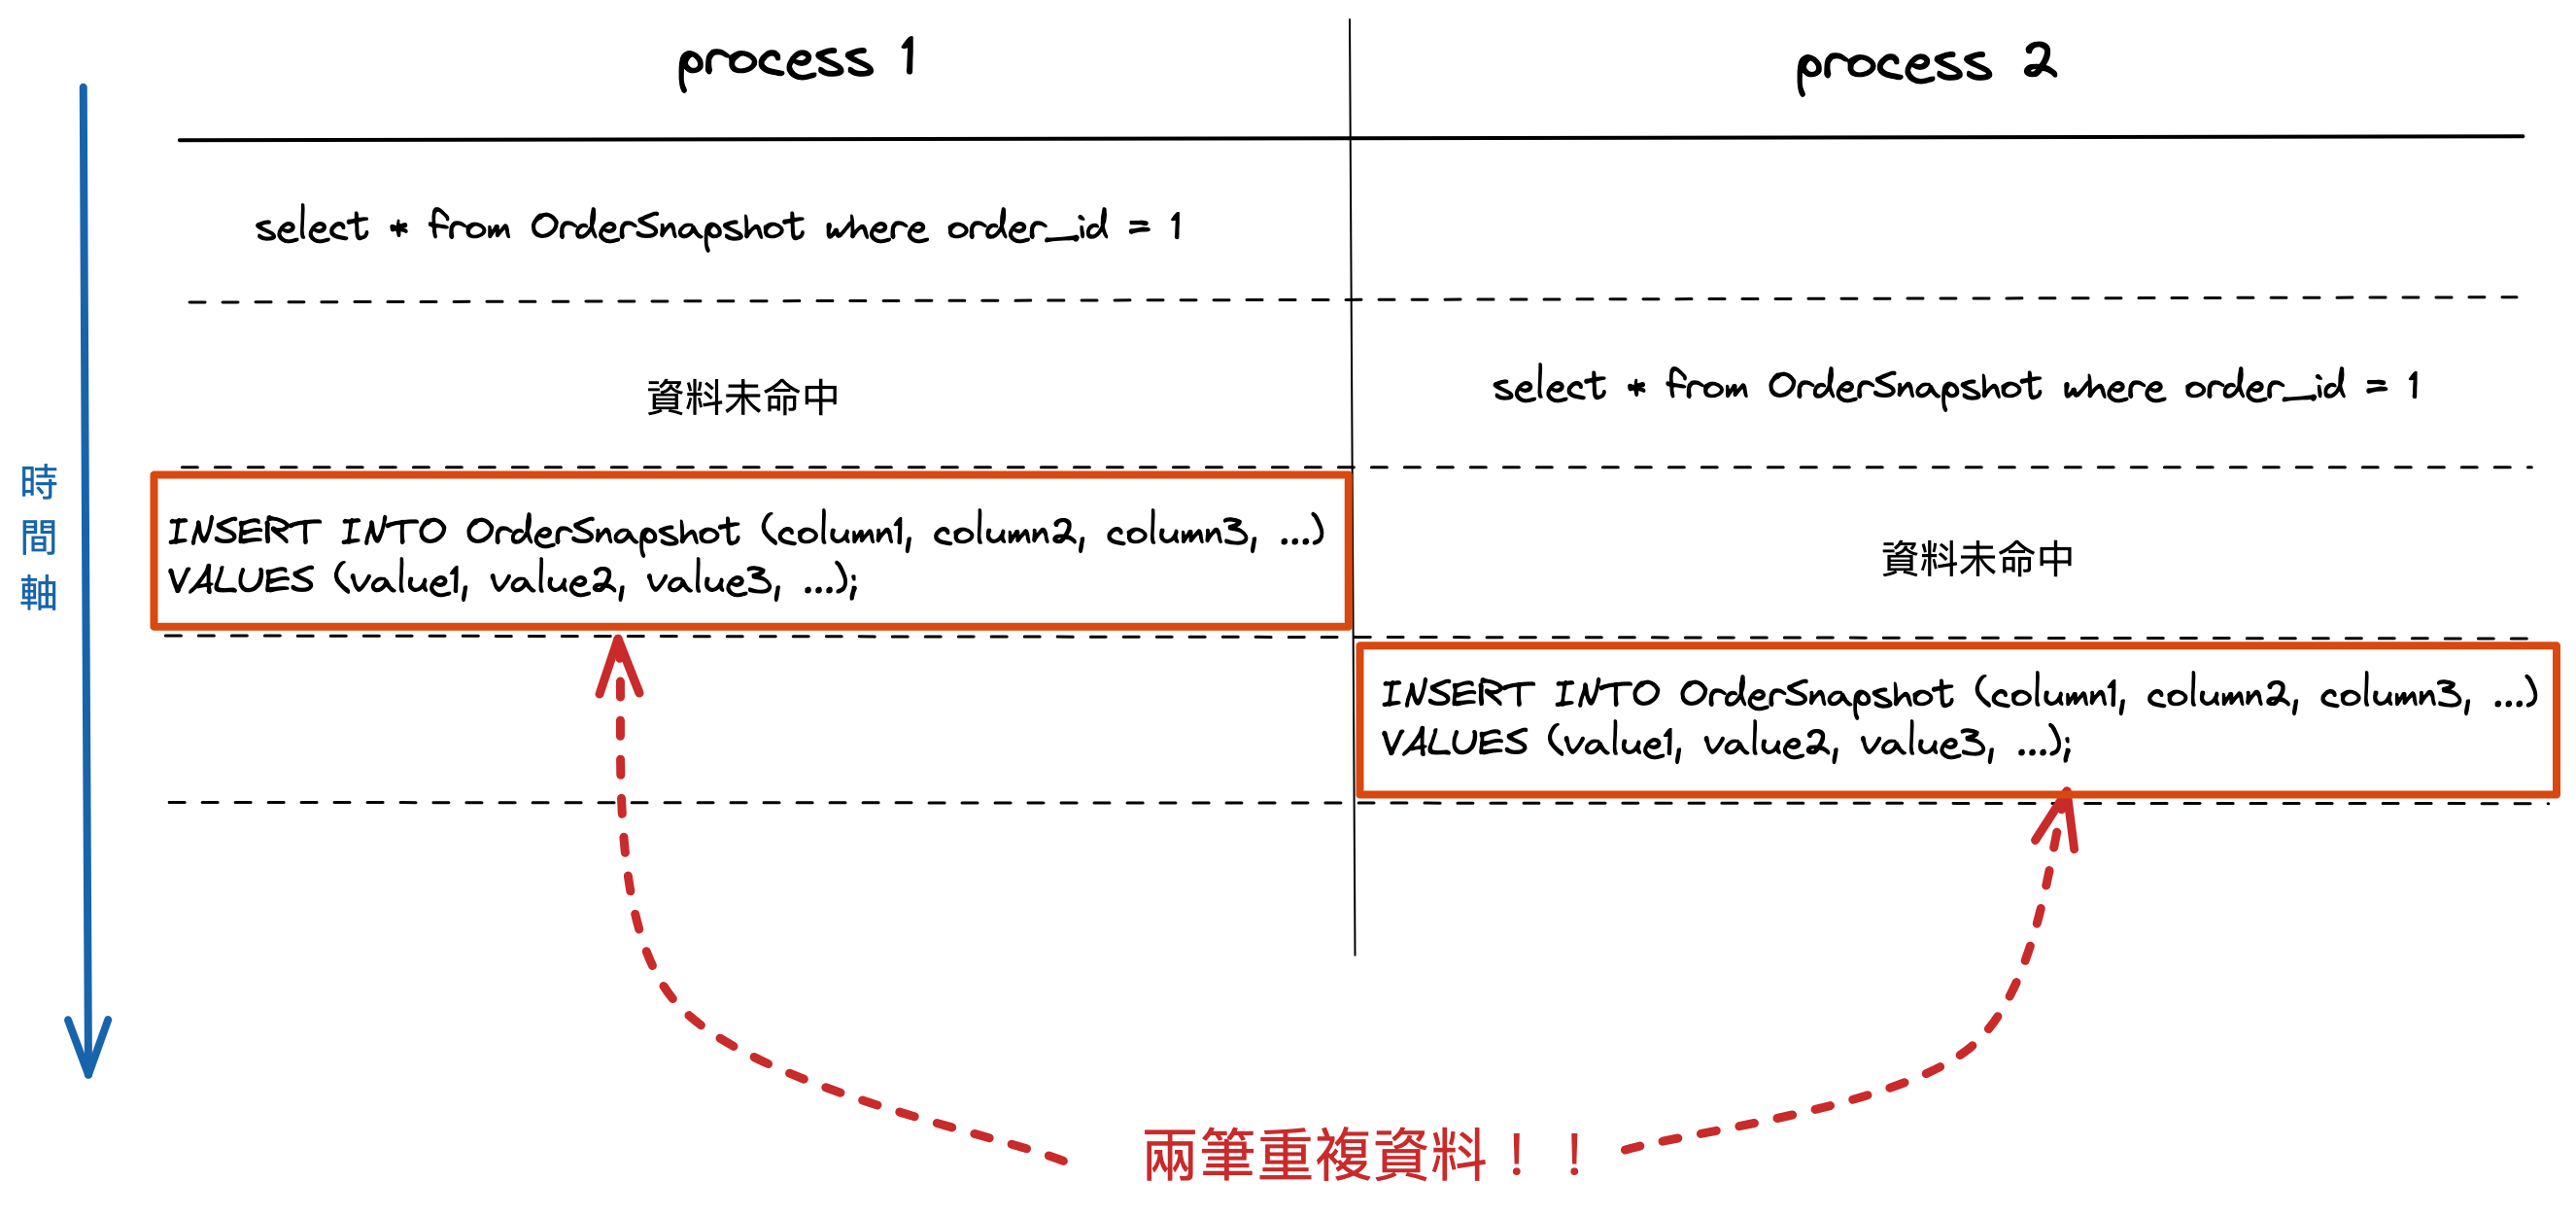 process 1
process 2
select * from OrderSnapshot where order_id = 1
資料未命中
select * from OrderSnapshot where order_id = 1
時間軸
INSERT INTO OrderSnapshot (column1, column2, column3, ...)
VALUES (value1, value2, value3, ...);
資料未命中
INSERT INTO OrderSnapshot (column1, column2, column3, ...)
VALUES (value1, value2, value3, ...);
兩筆重複資料！！